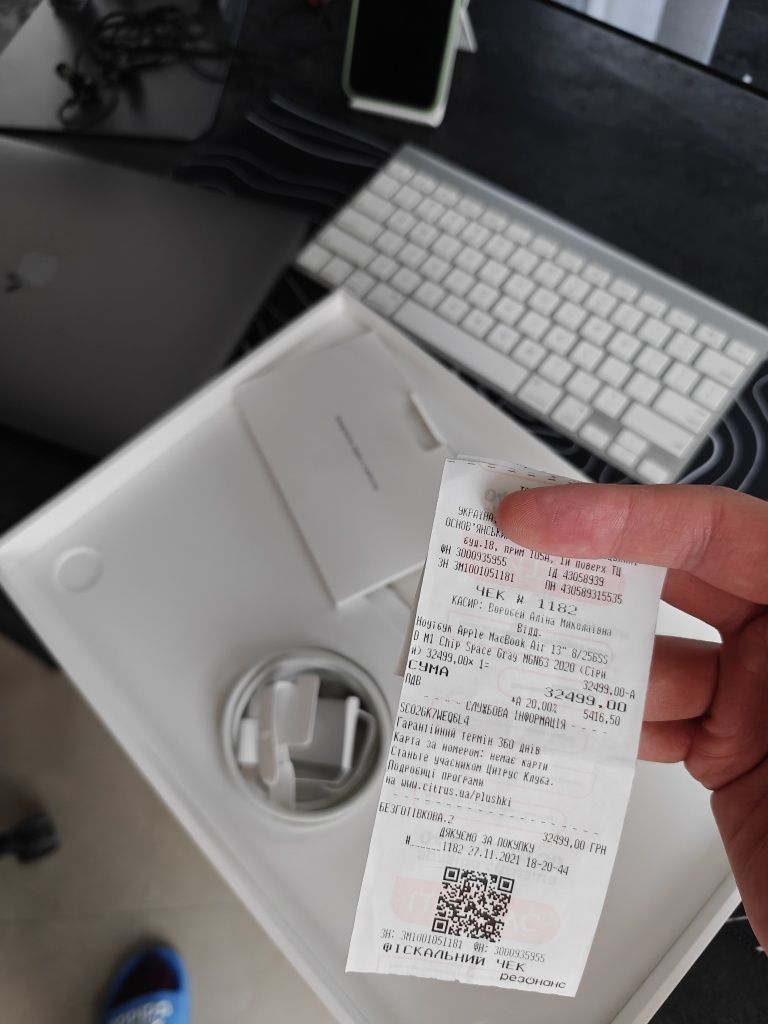 УКРАЇНА,
ОСНОВ'ЯНСЬКИ
буд.18, прим 105А, 1й поверх ТЦ
ФН 3000935955 ІД 43058939
ЗН ЗМ1001051181 ПН 430589315535
ЧЕК № 1182
КАСИР: Воробей Аліна Миколаївна
Відд.
Ноутбук Apple MacBook Air 13" 8/256SS
D M1 Chip Space Gray MGN63 2020 (Сіри
й) 32499,00× 1= 32499,00-А
СУМА 32499,00
ПДВ *А 20,00% 5416,50
- - - - СЛУЖБОВА ІНФОРМАЦІЯ - - - -
SC02GK7WEQ6L4
Гарантійний термін 360 днів
Карта за номером: немає карти
Станьте учасником Цитрус Клуба.
Подробиці програми
на www.citrus.ua/plushki
БЕЗГОТІВКОВА.2 32499,00 ГРН
ДЯКУЄМО ЗА ПОКУПКУ
#.......1182 27.11.2021 18-20-44
ЗН: ЗМ1001051181 ФН: 3000935955
ФІСКАЛЬНИЙ ЧЕК
резонанс